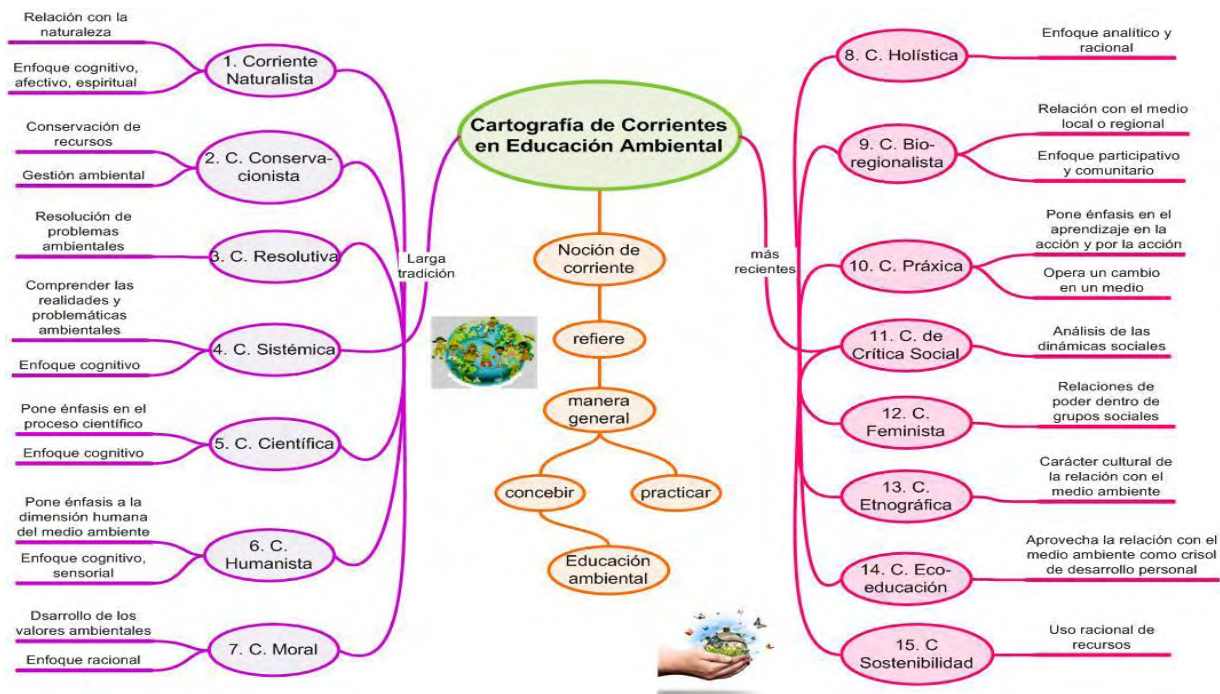 Cartografía de Corrientes
en Educación Ambiental
Larga
tradición
Relación con la
naturaleza
Enfoque cognitivo,
afectivo, espiritual
1. Corriente
Naturalista
Conservación de
recursos
Gestión ambiental
2. C. Conserva-
cionista
Resolución de
problemas
ambientales
3. C. Resolutiva
Comprender las
realidades y
problemáticas
ambientales
Enfoque cognitivo
4. C. Sistémica
Pone énfasis en el
proceso científico
Enfoque cognitivo
5. C. Científica
Pone énfasis a la
dimensión humana
del medio ambiente
Enfoque cognitivo,
sensorial
6. C.
Humanista
Dsarrollo de los
valores ambientales
Enfoque racional
7. C. Moral
Noción de
corriente
refiere
manera
general
concebir
practicar
Educación
ambiental
más
recientes
8. C. Holística
Enfoque analítico y
racional
9. C. Bio-
regionalista
Relación con el medio
local o regional
Enfoque participativo
y comunitario
10. C. Práxica
Pone énfasis en el
aprendizaje en la
acción y por la acción
Opera un cambio
en un medio
11. C. de
Crítica Social
Análisis de las
dinámicas sociales
12. C.
Feminista
Relaciones de
poder dentro de
grupos sociales
13. C.
Etnográfica
Carácter cultural de
la relación con el
medio ambiente
14. C. Eco-
educación
Aprovecha la relación con el
medio ambiente como crisol
de desarrollo personal
15. C
Sostenibilidad
Uso racional de
recursos